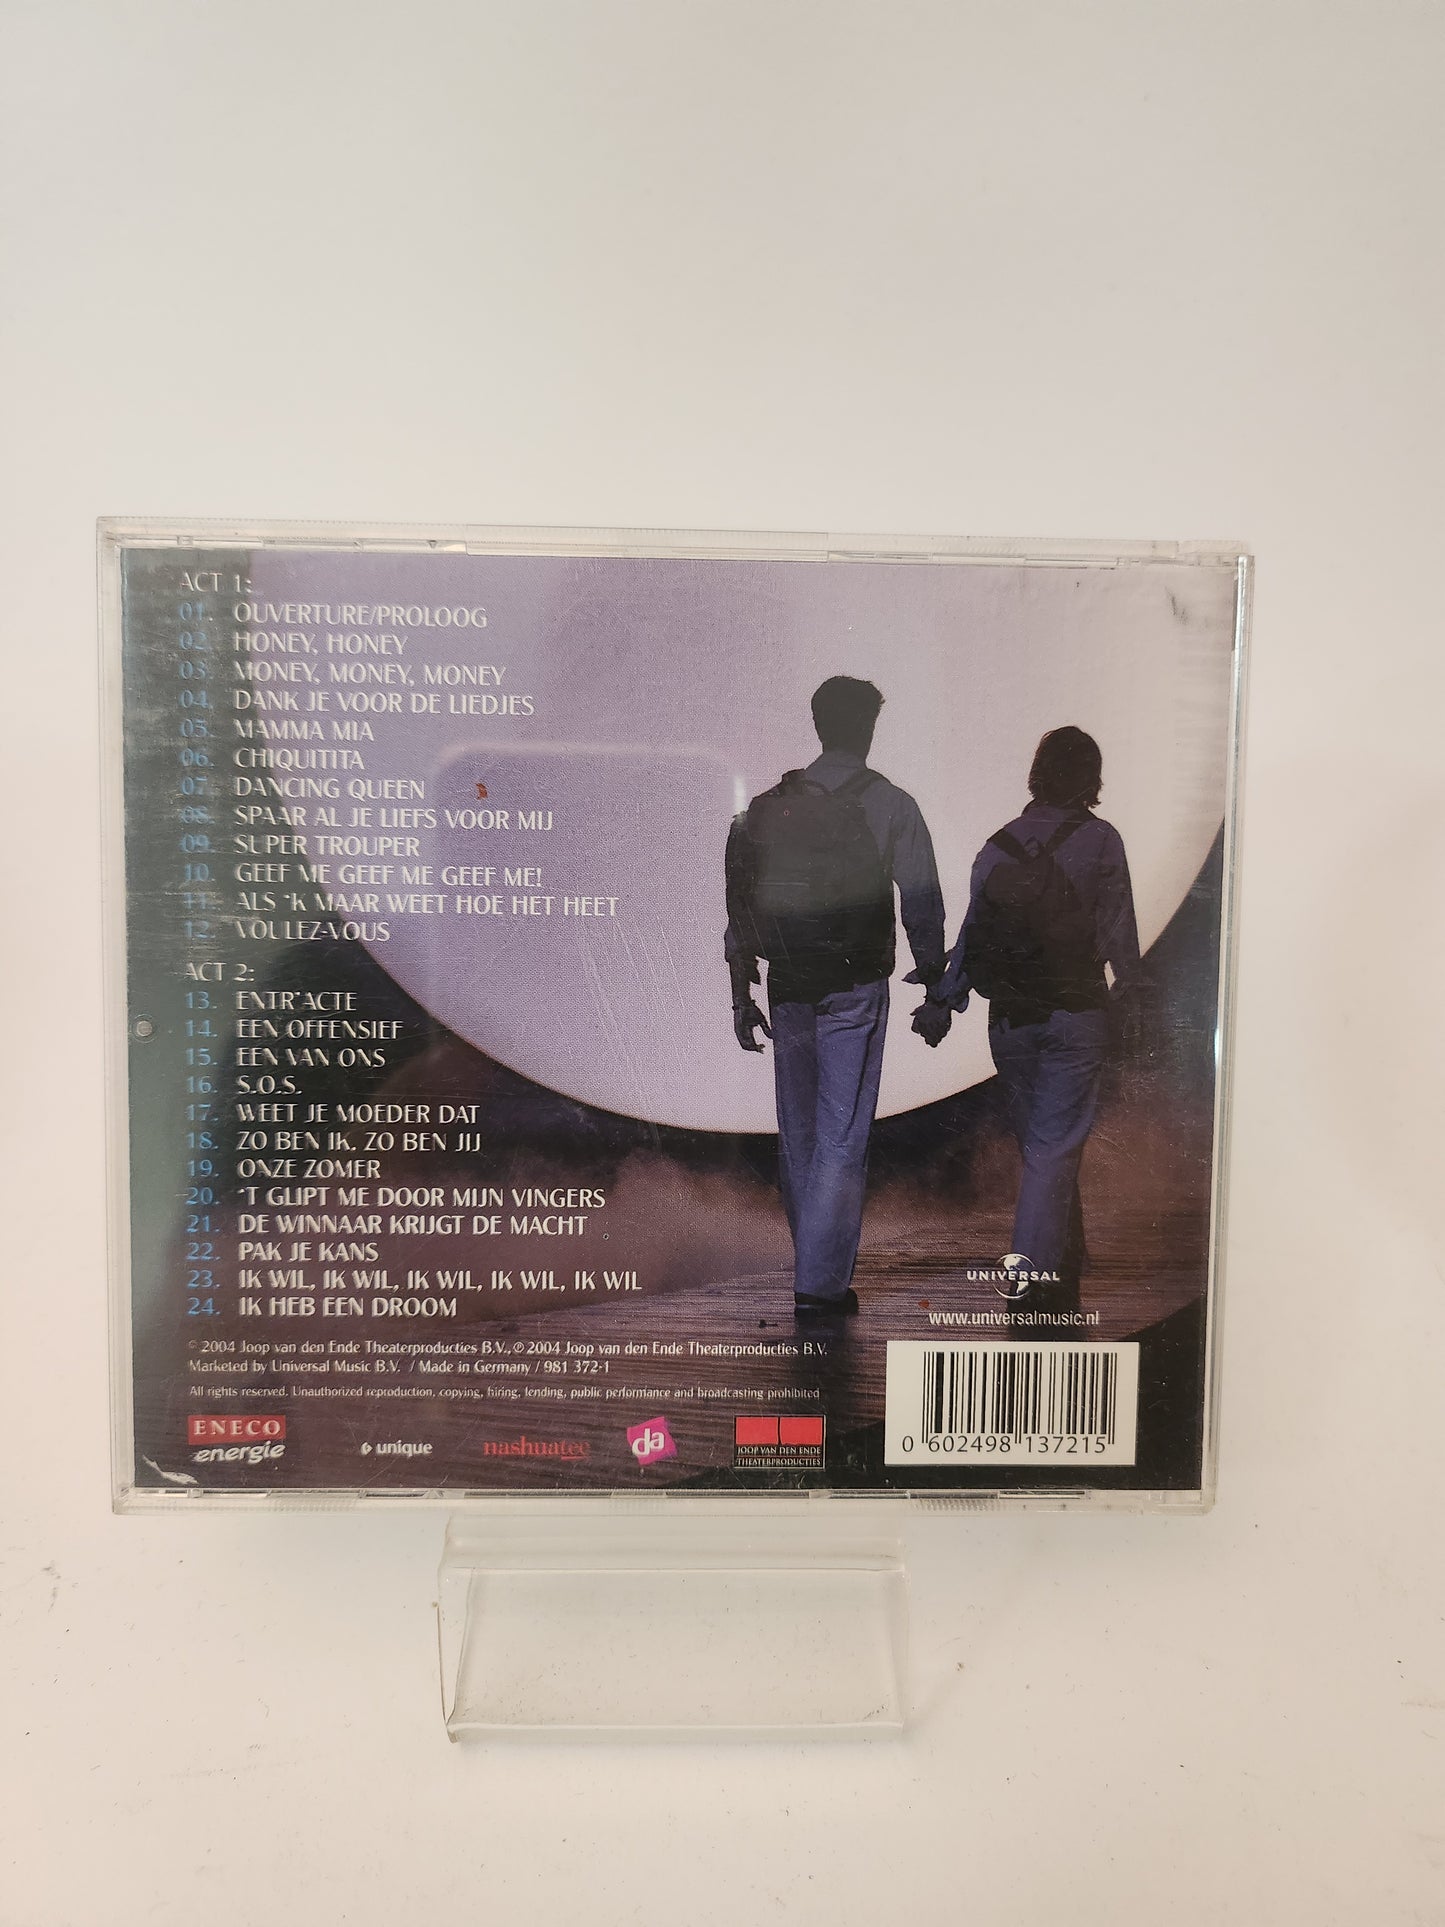 ACT 1:
01. OUVERTURE/PROLOOG
02. HONEY, HONEY
03. MONEY, MONEY, MONEY
04. DANK JE VOOR DE LIEDJES
05. MAMMA MIA
06. CHIQUITITA
07. DANCING QUEEN
08. SPAAR AL JE LIEFS VOOR MIJ
09. SUPER TROUPER
10. GEEF ME GEEF ME GEEF ME!
11. ALS 'K MAAR WEET HOE HET HEET
12. VOULEZ-VOUS
ACT 2:
13. ENTR'ACTE
14. EEN OFFENSIEF
15. EEN VAN ONS
16. S.O.S.
17. WEET JE MOEDER DAT
18. ZO BEN IK, ZO BEN JIJ
19. ONZE ZOMER
20. 'T GLIPT ME DOOR MIJN VINGERS
21. DE WINNAAR KRIJGT DE MACHT
22. PAK JE KANS
23. IK WIL, IK WIL, IK WIL, IK WIL, IK WIL
24. IK HEB EEN DROOM
UNIVERSAL
www.universalmusic.nl
© 2004 Joop van den Ende Theaterproducties B.V., ℗ 2004 Joop van den Ende Theaterproducties B.V.
Marketed by Universal Music B.V. / Made in Germany / 981 372-1
All rights reserved. Unauthorized reproduction, copying, hiring, lending, public performance and broadcasting prohibited
ENECO
energie
unique
nashuatec
da
JOOP VAN DEN ENDE
THEATERPRODUCTIES
0 602498 137215